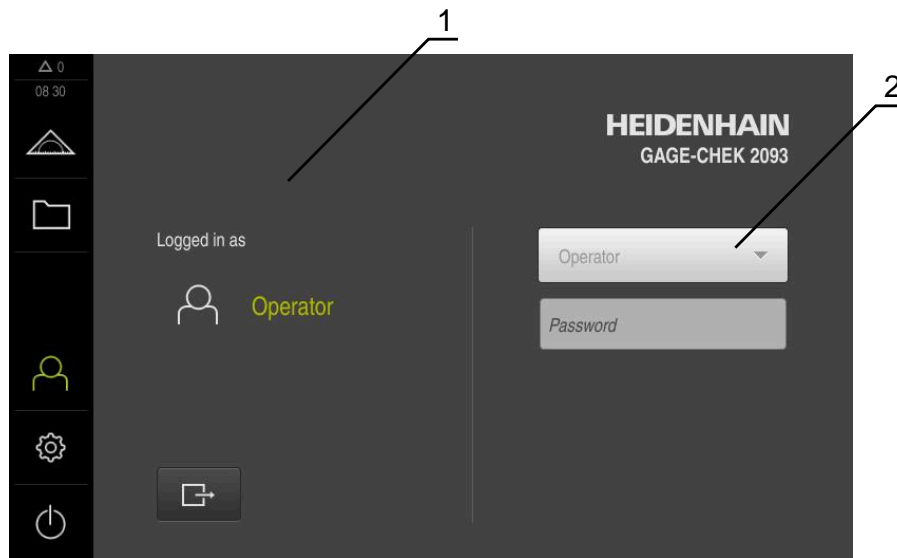 1
0
08 30
2
HEIDENHAIN
GAGE-CHEK 2093
Logged in as
Operator
Operator
Password